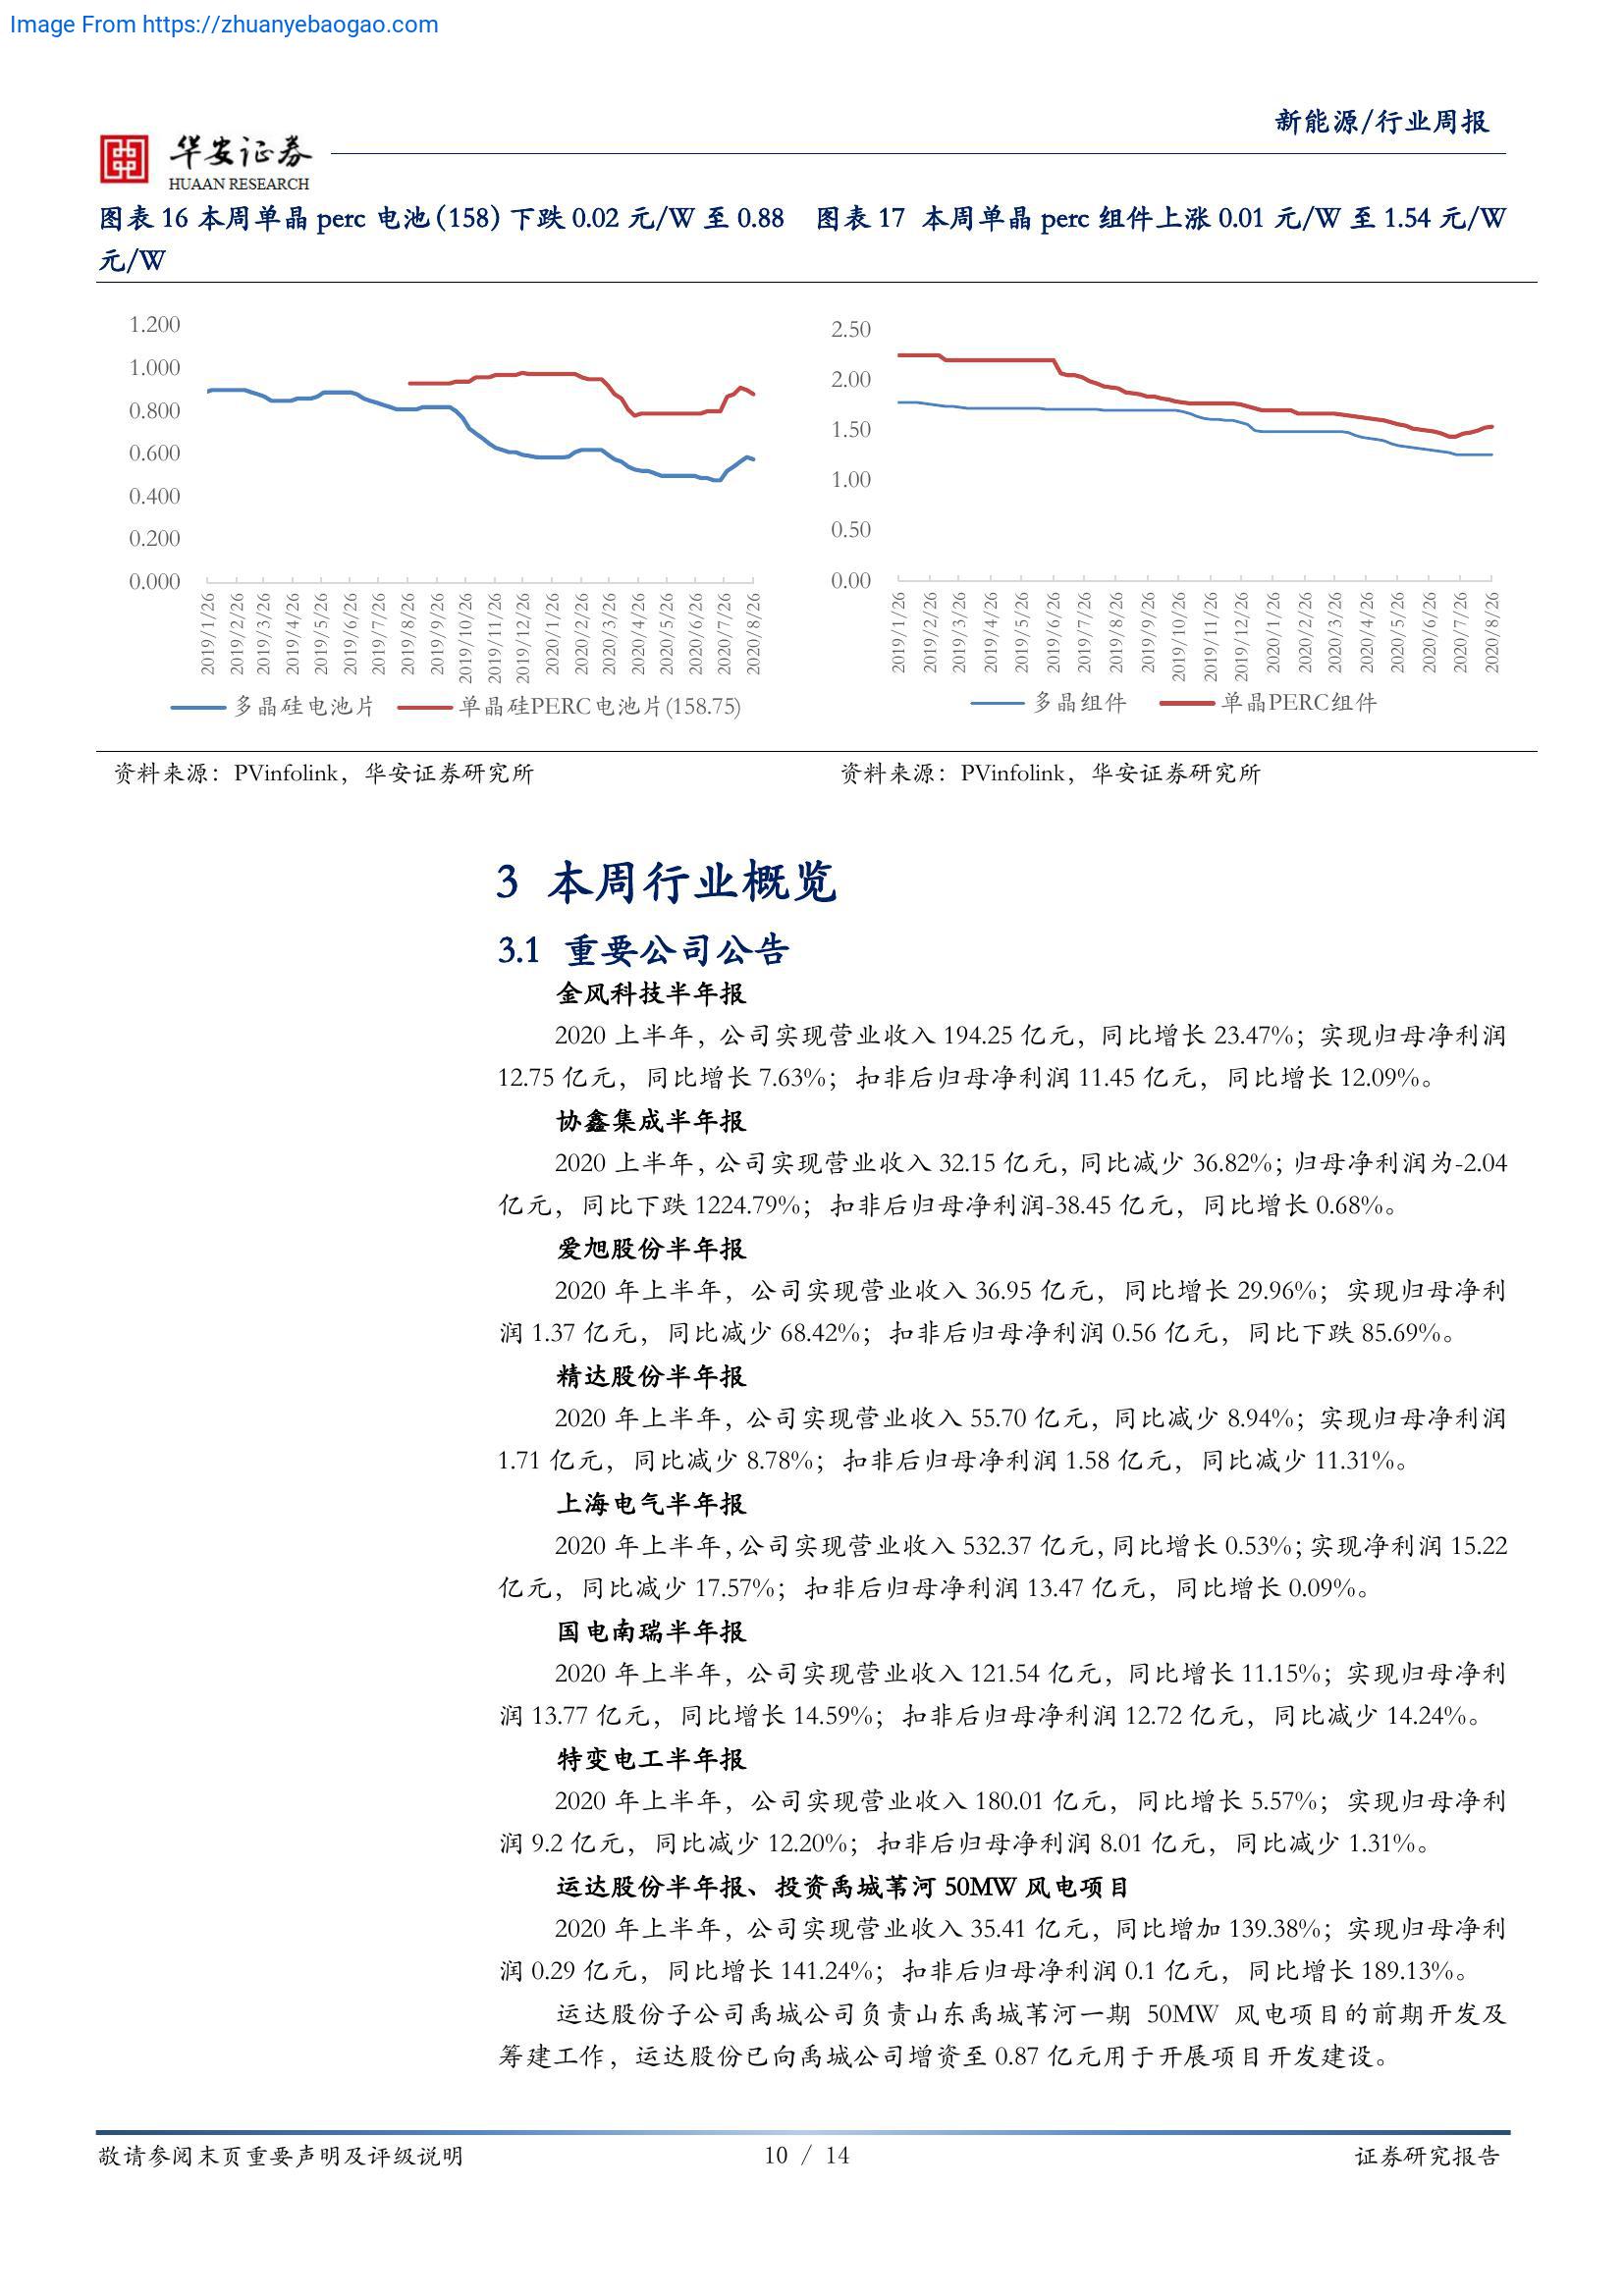 Image From https://zhuanyebaogao.com
新能源/行业周报
华安证券
HUAAN RESEARCH
图表 16 本周单晶 perc 电池（158）下跌 0.02 元/W 至 0.88
元/W
图表 17 本周单晶 perc 组件上涨 0.01 元/W 至 1.54 元/W
1.200
1.000
0.800
0.600
0.400
0.200
0.000
2019/1/26
2019/2/26
2019/3/26
2019/4/26
2019/5/26
2019/6/26
2019/7/26
2019/8/26
2019/9/26
2019/10/26
2019/11/26
2019/12/26
2020/1/26
2020/2/26
2020/3/26
2020/4/26
2020/5/26
2020/6/26
2020/7/26
2020/8/26
多晶硅电池片 单晶硅PERC电池片(158.75)
2.50
2.00
1.50
1.00
0.50
0.00
2019/1/26
2019/2/26
2019/3/26
2019/4/26
2019/5/26
2019/6/26
2019/7/26
2019/8/26
2019/9/26
2019/10/26
2019/11/26
2019/12/26
2020/1/26
2020/2/26
2020/3/26
2020/4/26
2020/5/26
2020/6/26
2020/7/26
2020/8/26
多晶组件 单晶PERC组件
资料来源：PVinfolink，华安证券研究所
资料来源：PVinfolink，华安证券研究所
3 本周行业概览
3.1 重要公司公告
金风科技半年报
2020 上半年，公司实现营业收入 194.25 亿元，同比增长 23.47%；实现归母净利润
12.75 亿元，同比增长 7.63%；扣非后归母净利润 11.45 亿元，同比增长 12.09%。
协鑫集成半年报
2020 上半年，公司实现营业收入 32.15 亿元，同比减少 36.82%；归母净利润为-2.04
亿元，同比下跌 1224.79%；扣非后归母净利润-38.45 亿元，同比增长 0.68%。
爱旭股份半年报
2020 年上半年，公司实现营业收入 36.95 亿元，同比增长 29.96%；实现归母净利
润 1.37 亿元，同比减少 68.42%；扣非后归母净利润 0.56 亿元，同比下跌 85.69%。
精达股份半年报
2020 年上半年，公司实现营业收入 55.70 亿元，同比减少 8.94%；实现归母净利润
1.71 亿元，同比减少 8.78%；扣非后归母净利润 1.58 亿元，同比减少 11.31%。
上海电气半年报
2020 年上半年，公司实现营业收入 532.37 亿元，同比增长 0.53%；实现净利润 15.22
亿元，同比减少 17.57%；扣非后归母净利润 13.47 亿元，同比增长 0.09%。
国电南瑞半年报
2020 年上半年，公司实现营业收入 121.54 亿元，同比增长 11.15%；实现归母净利
润 13.77 亿元，同比增长 14.59%；扣非后归母净利润 12.72 亿元，同比减少 14.24%。
特变电工半年报
2020 年上半年，公司实现营业收入 180.01 亿元，同比增长 5.57%；实现归母净利
润 9.2 亿元，同比减少 12.20%；扣非后归母净利润 8.01 亿元，同比减少 1.31%。
运达股份半年报、投资禹城苇河 50MW 风电项目
2020 年上半年，公司实现营业收入 35.41 亿元，同比增加 139.38%；实现归母净利
润 0.29 亿元，同比增长 141.24%；扣非后归母净利润 0.1 亿元，同比增长 189.13%。
运达股份子公司禹城公司负责山东禹城苇河一期 50MW 风电项目的前期开发及
筹建工作，运达股份已向禹城公司增资至 0.87 亿元用于开展项目开发建设。
敬请参阅末页重要声明及评级说明
10 / 14
证券研究报告